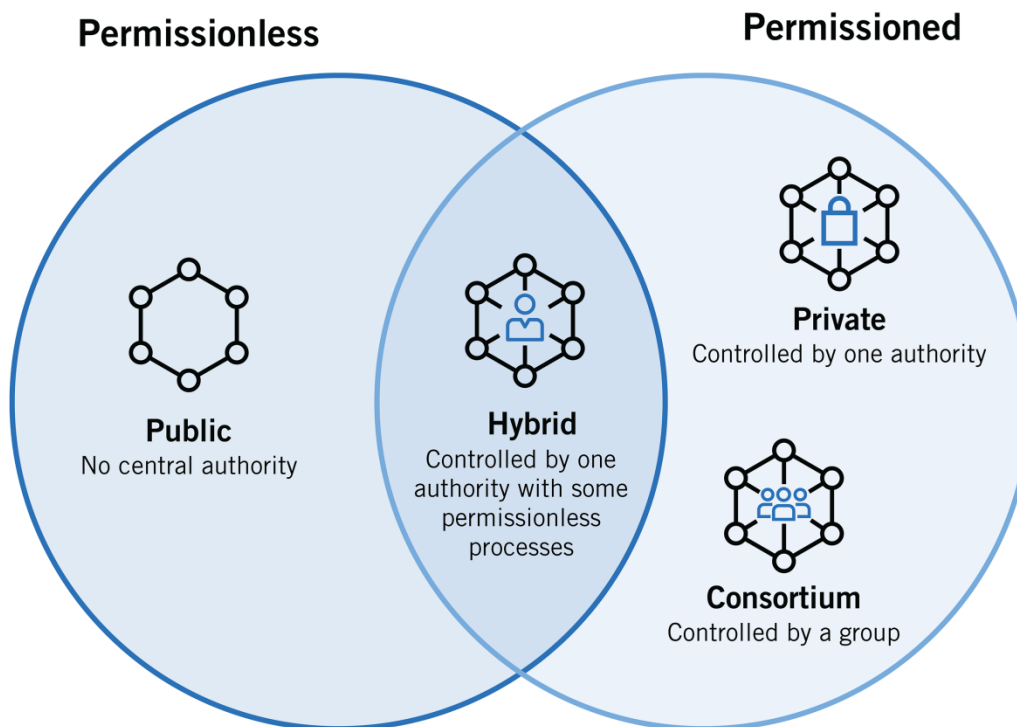 Permissionless
Permissioned
Public
No central authority
Hybrid
Controlled by one
authority with some
permissionless
processes
Private
Controlled by one authority
Consortium
Controlled by a group